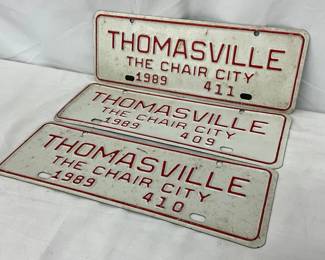 THOMASVILLE
THE CHAIR CITY
1989 411
THOMASVILLE
THE CHAIR CITY
1989 409
THOMASVILLE
THE CHAIR CITY
1989 410